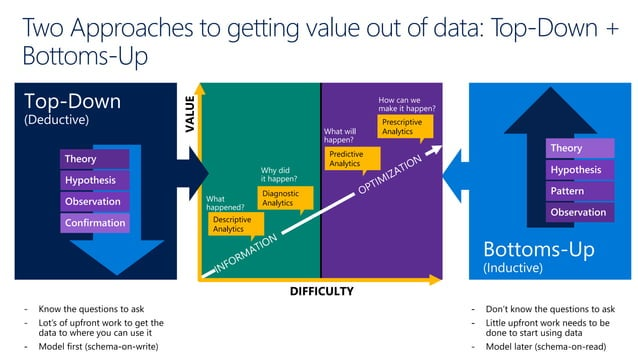 Two Approaches to getting value out of data: Top-Down +
Bottoms-Up
Top-Down
(Deductive)
Theory
Hypothesis
Observation
Confirmation
VALUE
What
happened?
Descriptive
Analytics
Why did
it happen?
Diagnostic
Analytics
What will
happen?
Predictive
Analytics
How can we
make it happen?
Prescriptive
Analytics
INFORMATION
OPTIMIZATION
DIFFICULTY
Theory
Hypothesis
Pattern
Observation
Bottoms-Up
(Inductive)
- Know the questions to ask
- Lot's of upfront work to get the
data to where you can use it
- Model first (schema-on-write)
- Don't know the questions to ask
- Little upfront work needs to be
done to start using data
- Model later (schema-on-read)